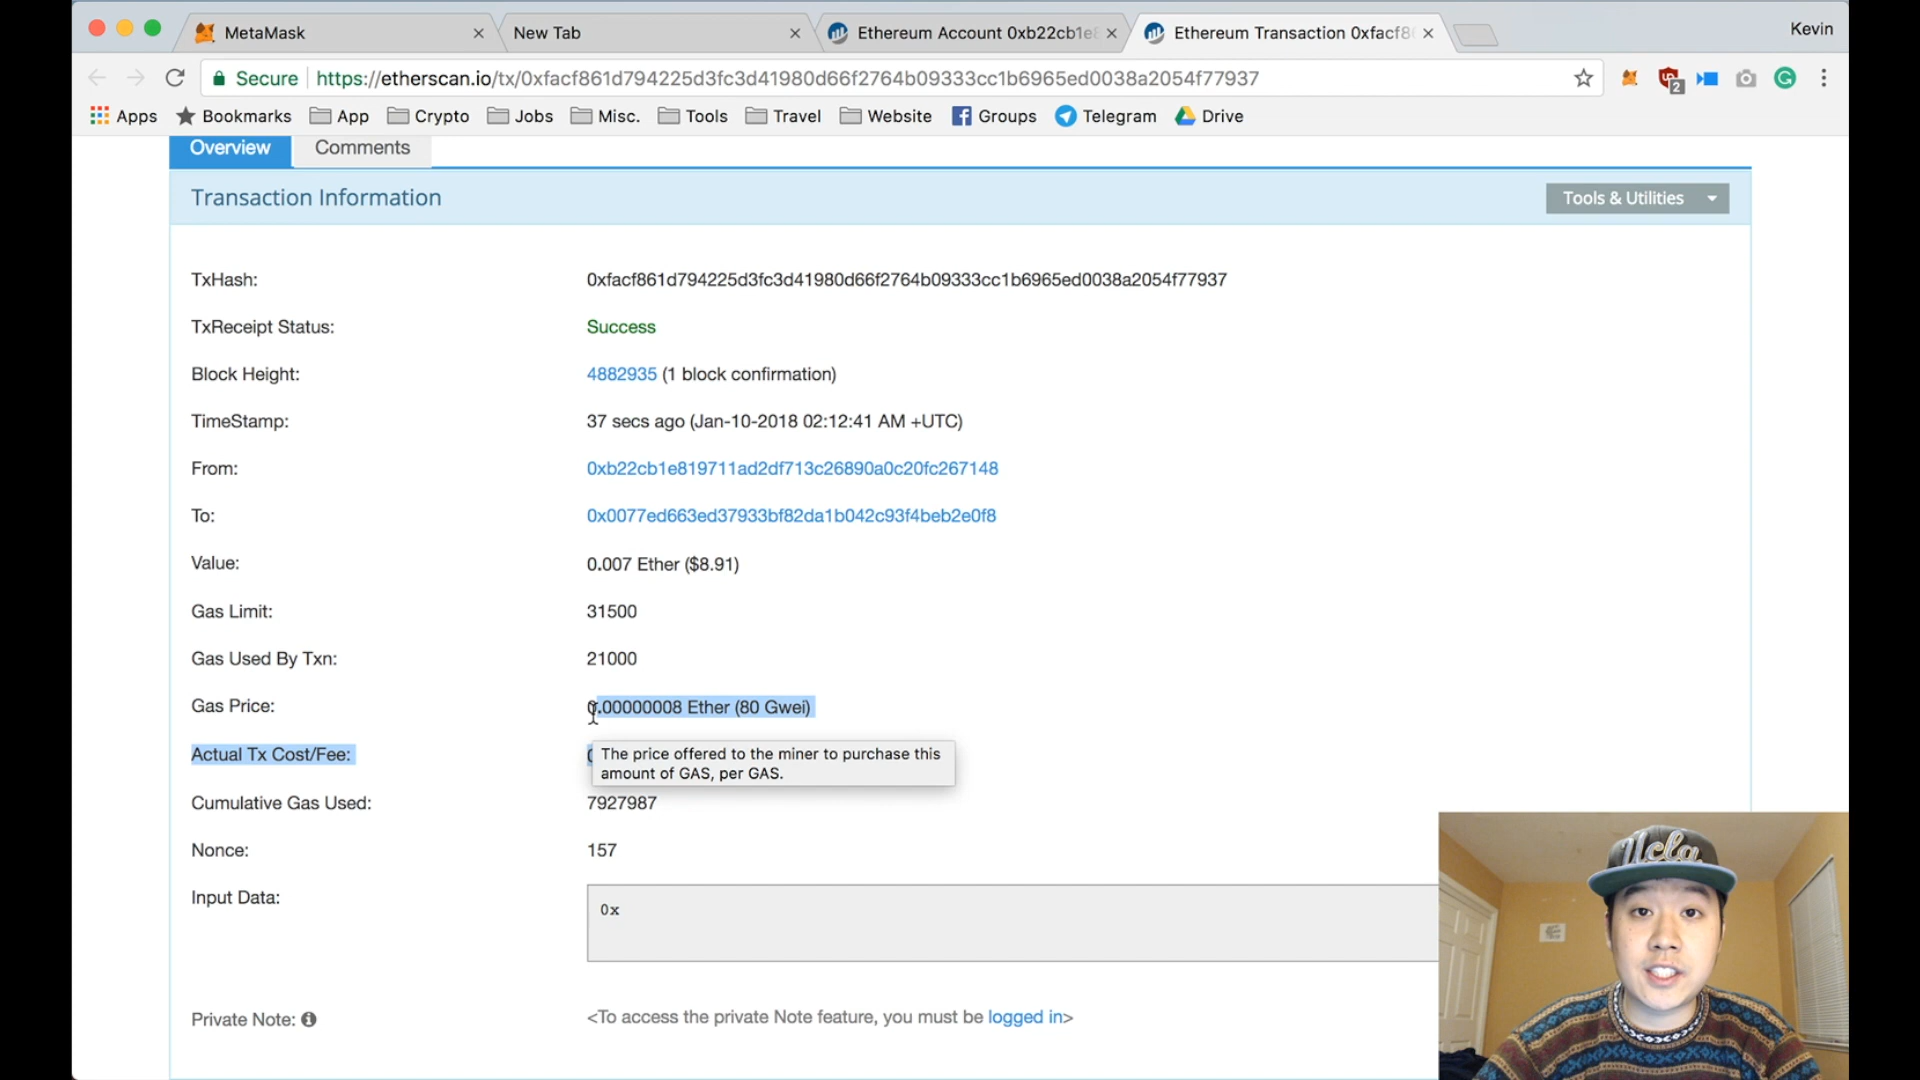 MetaMask
New Tab
Ethereum Account 0xb22cb1e8
Ethereum Transaction 0xfacf8
Kevin
Secure
https://etherscan.io/tx/0xfacf861d794225d3fc3d41980d66f2764b09333cc1b6965ed0038a2054f77937
2
Apps Bookmarks App Crypto Jobs Misc. Tools Travel Website Groups Telegram Drive
Overview Comments
Transaction Information
Tools & Utilities
TxHash: 0xfacf861d794225d3fc3d41980d66f2764b09333cc1b6965ed0038a2054f77937
TxReceipt Status: Success
Block Height: 4882935 (1 block confirmation)
TimeStamp: 37 secs ago (Jan-10-2018 02:12:41 AM +UTC)
From: 0xb22cb1e819711ad2df713c26890a0c20fc267148
To: 0x0077ed663ed37933bf82da1b042c93f4beb2e0f8
Value: 0.007 Ether ($8.91)
Gas Limit: 31500
Gas Used By Txn: 21000
Gas Price: 0.00000008 Ether (80 Gwei)
Actual Tx Cost/Fee:
The price offered to the miner to purchase this
amount of GAS, per GAS.
Cumulative Gas Used: 7927987
Nonce: 157
Input Data: 0x
Private Note: <To access the private Note feature, you must be logged in>
Ucla